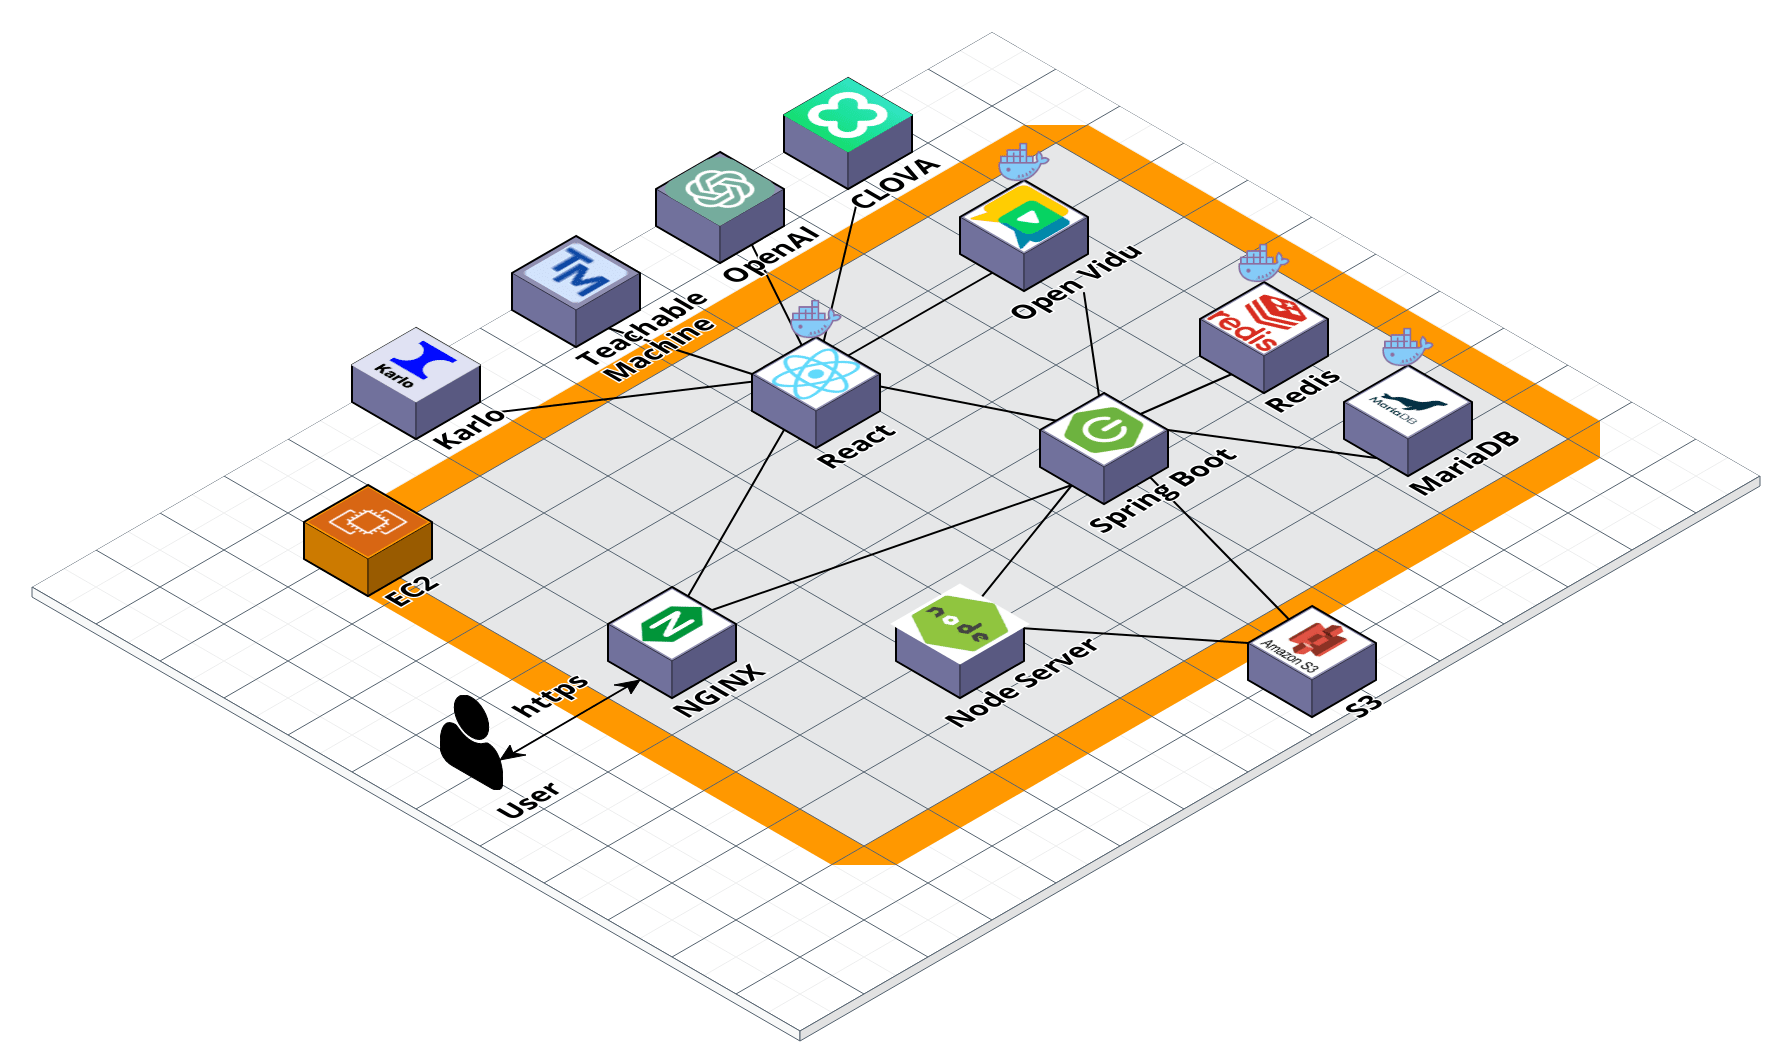 CLOVA
OpenAI
TM
Teachable
Machine
Karlo
Karlo
Open Vidu
redis
Redis
MariaDB
MariaDB
React
Spring Boot
EC2
N
NGINX
node
Node Server
Amazon S3
S3
https
User